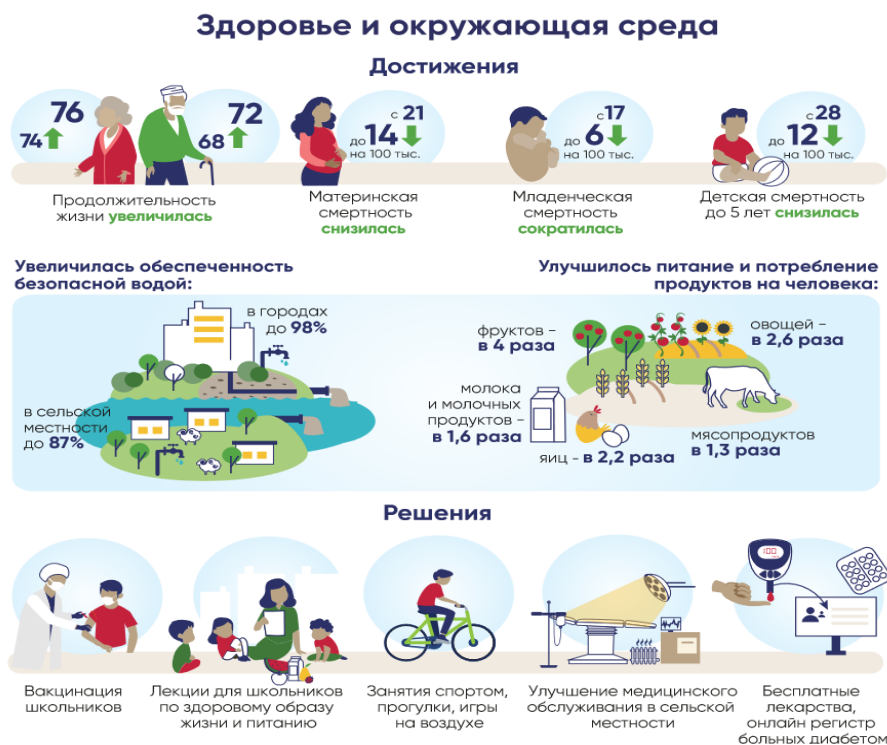 Здоровье и окружающая среда
Достижения
76
74
72
68
с 21
до 14
на 100 тыс.
с 17
до 6
на 100 тыс.
с 28
до 12
на 100 тыс.
Продолжительность
жизни увеличилась
Материнская
смертность
снизилась
Младенческая
смертность
сократилась
Детская смертность
до 5 лет снизилась
Увеличилась обеспеченность
безопасной водой:
в городах
до 98%
в сельской
местности
до 87%
Улучшилось питание и потребление
продуктов на человека:
фруктов -
в 4 раза
овощей -
в 2,6 раза
молока
и молочных
продуктов -
в 1,6 раза
яиц - в 2,2 раза
мясопродуктов
в 1,3 раза
Решения
100
Вакцинация
школьников
Лекции для школьников
по здоровому образу
жизни и питанию
Занятия спортом,
прогулки, игры
на воздухе
Улучшение медицинского
обслуживания в сельской
местности
Бесплатные
лекарства,
онлайн регистр
больных диабетом